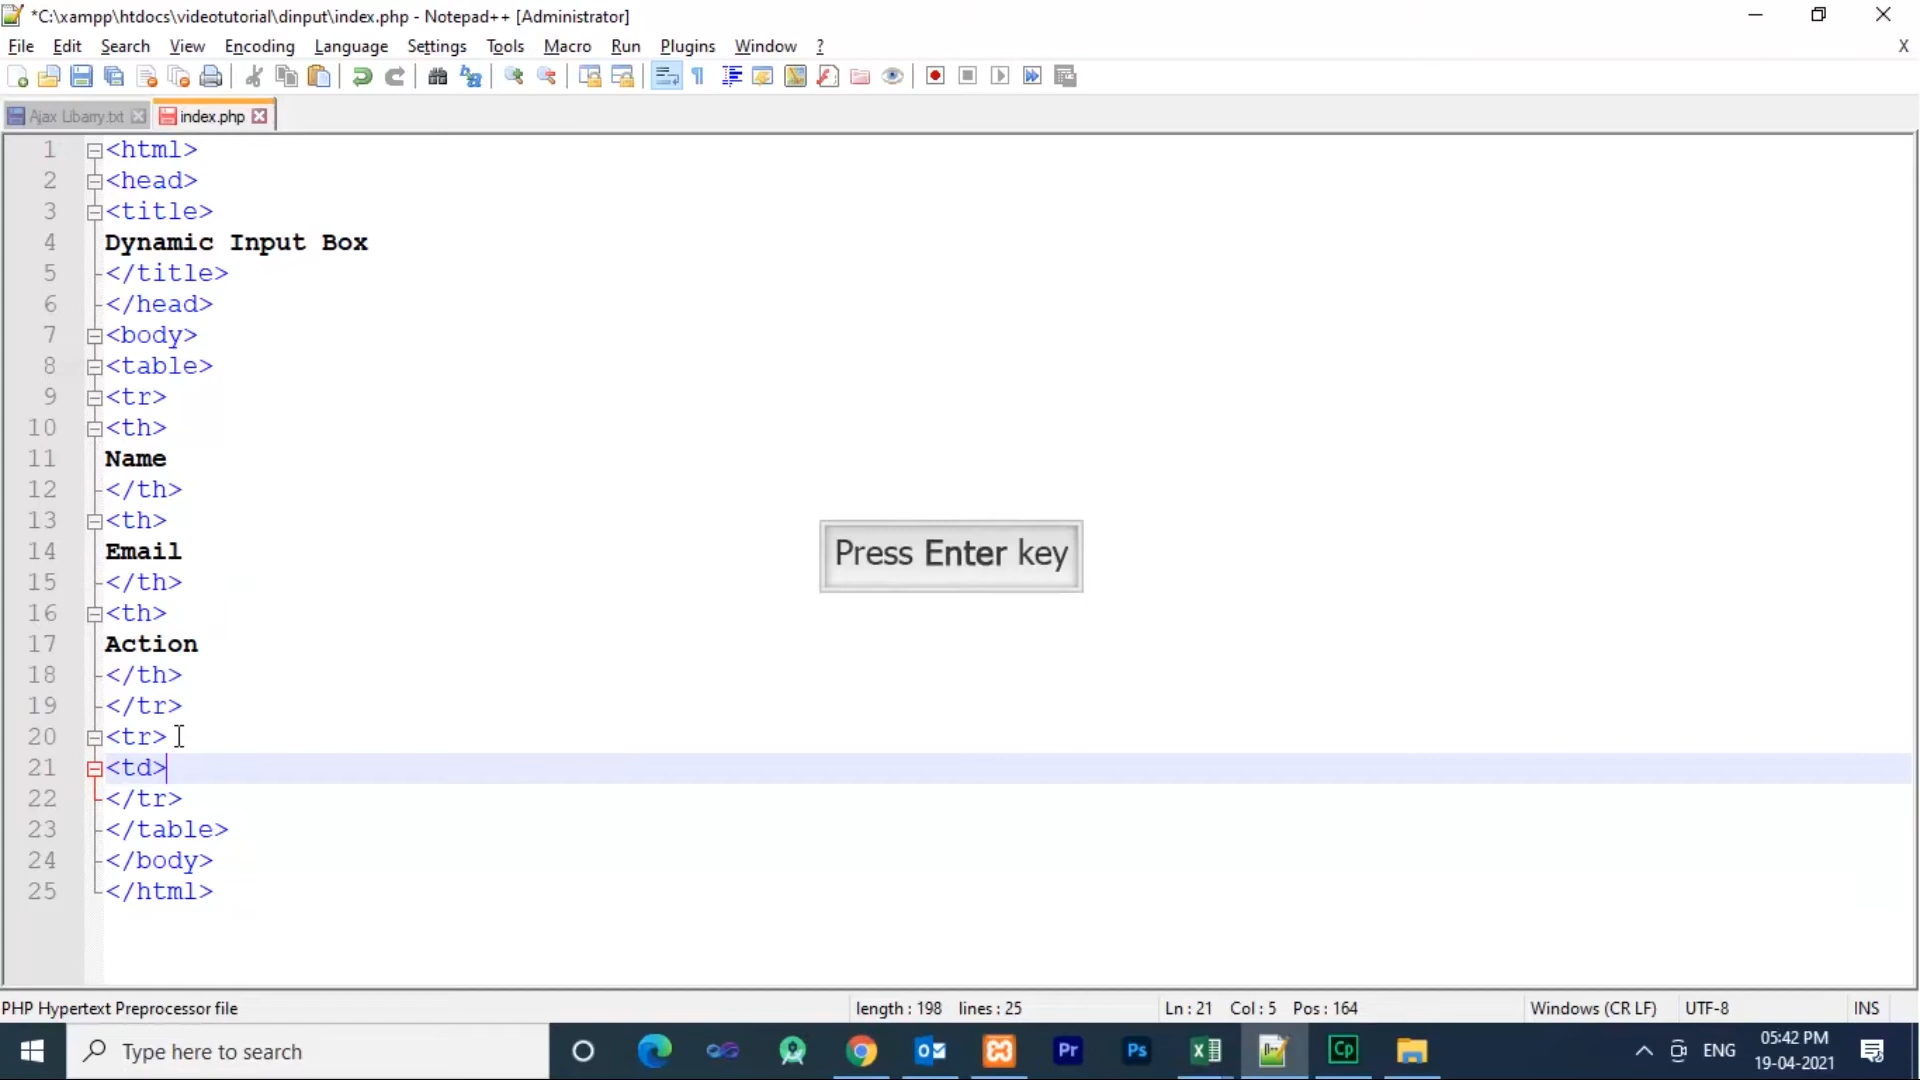 *C:\xampp\htdocs\videotutorial\dinput\index.php - Notepad++ [Administrator]
File Edit Search View Encoding Language Settings Tools Macro Run Plugins Window ? X
Ajax Libarry.txt index.php
1 <html>
2 <head>
3 <title>
4 Dynamic Input Box
5 </title>
6 </head>
7 <body>
8 <table>
9 <tr>
10 <th>
11 Name
12 </th>
13 <th>
14 Email
15 </th>
16 <th>
17 Action
18 </th>
19 </tr>
20 <tr>
21 <td>
22 </tr>
23 </table>
24 </body>
25 </html>
Press Enter key
PHP Hypertext Preprocessor file length : 198 lines : 25 Ln : 21 Col : 5 Pos : 164 Windows (CR LF) UTF-8 INS
Type here to search Pr Ps Cp ENG 05:42 PM
19-04-2021